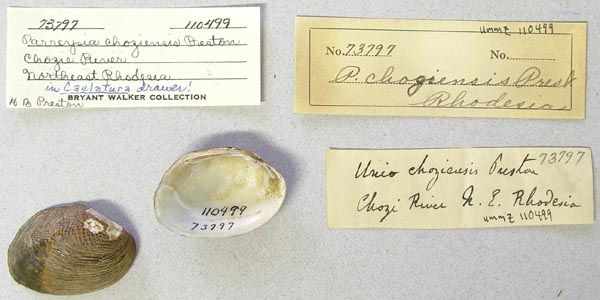 73797 110499
Parreysia choziensis Preston
Chozie River
Northeast Rhodesia
in Caelatura drawer!
BRYANT WALKER COLLECTION
H B Preston
ummz 110499
No. 73797 No.
P. choziensis Prest
Rhodesia
73797
Unio choziensis Preston
Chozi River N. E. Rhodesia
ummz 110499
110499
73797